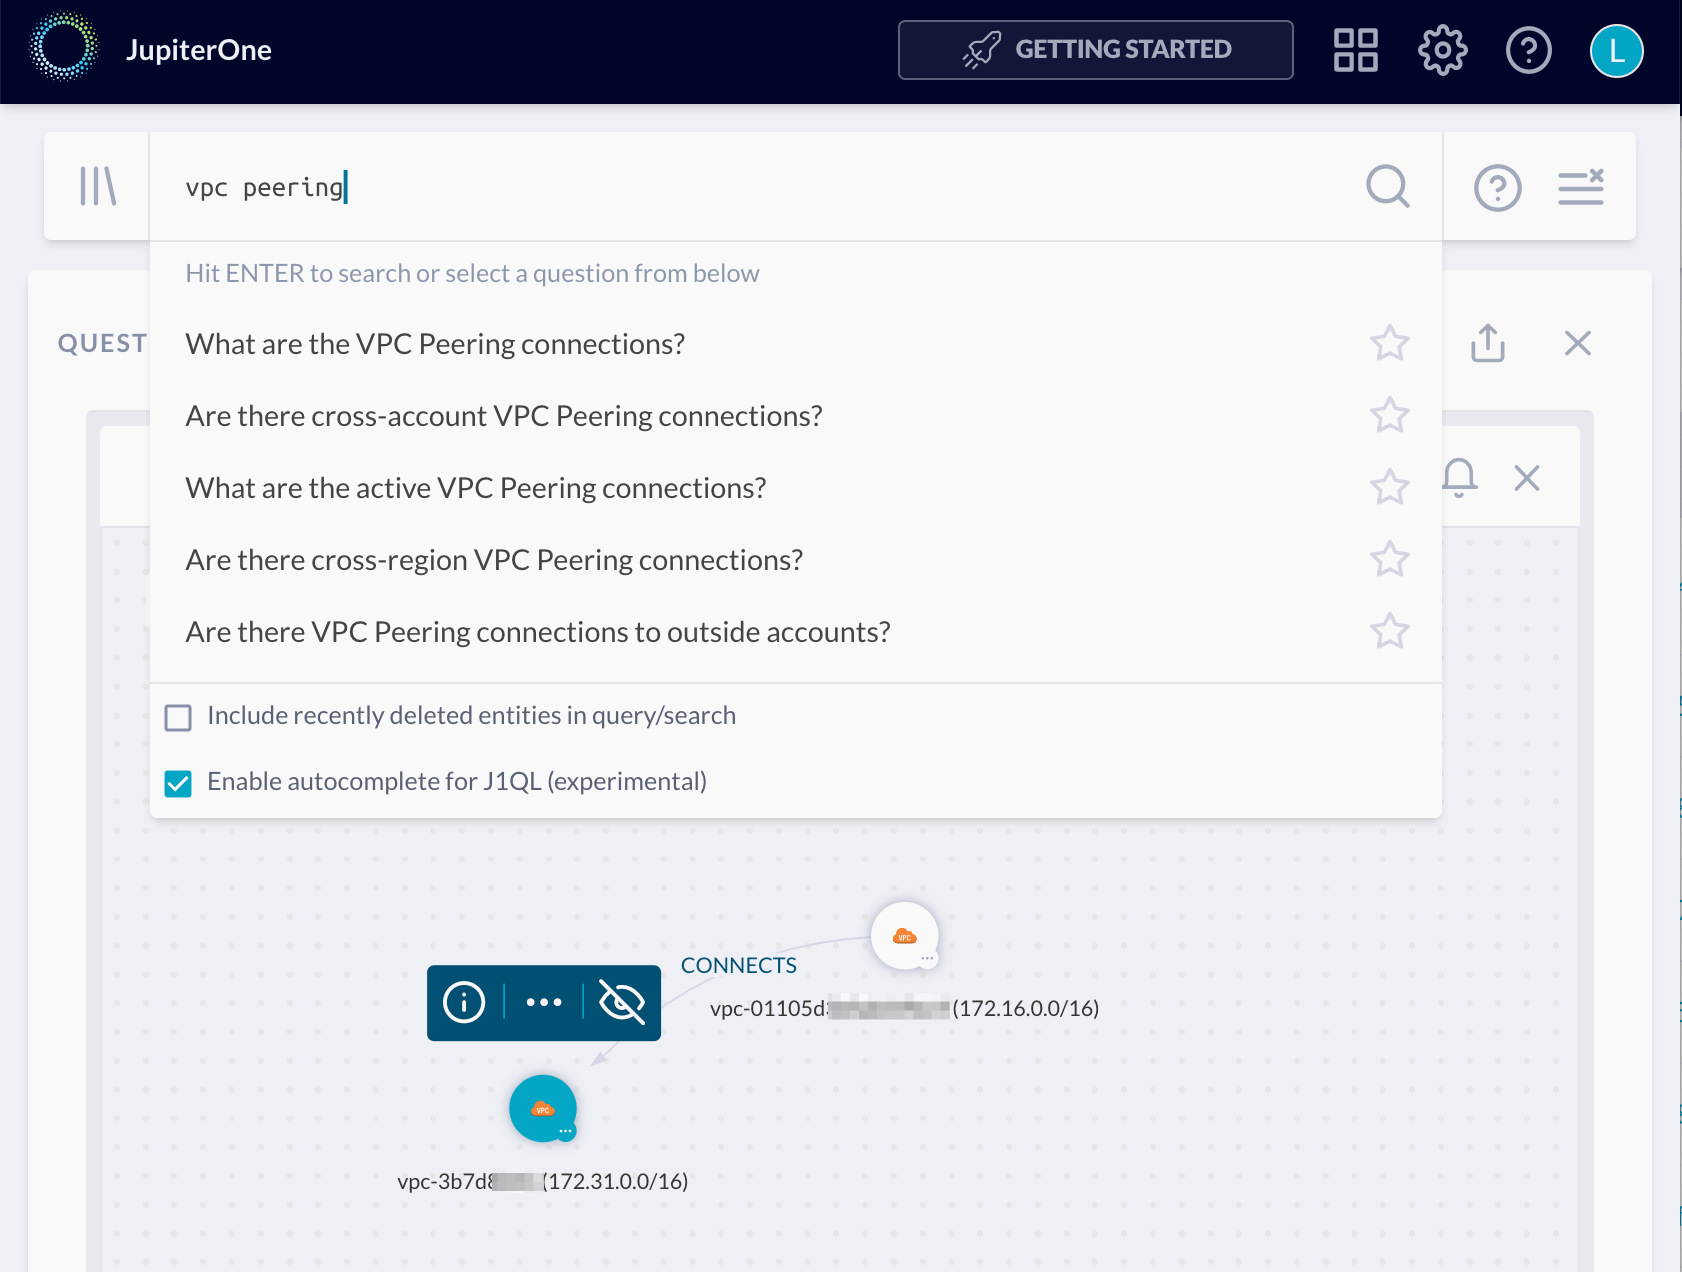 JupiterOne
GETTING STARTED
L
vpc peering
Hit ENTER to search or select a question from below
QUEST
What are the VPC Peering connections?
Are there cross-account VPC Peering connections?
What are the active VPC Peering connections?
Are there cross-region VPC Peering connections?
Are there VPC Peering connections to outside accounts?
Include recently deleted entities in query/search
Enable autocomplete for J1QL (experimental)
VPC
CONNECTS
vpc-01105d (172.16.0.0/16)
VPC
vpc-3b7d8 (172.31.0.0/16)